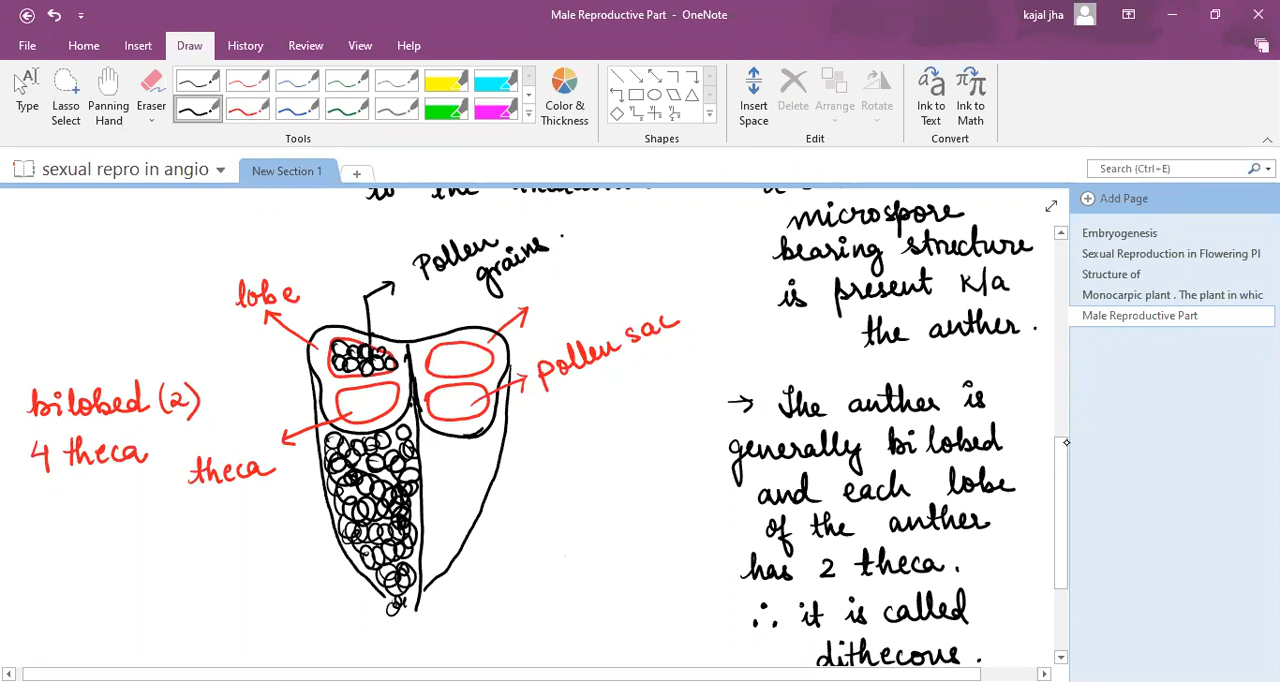 Male Reproductive Part - OneNote
kajal jha
File Home Insert Draw History Review View Help
Type
Lasso Select
Panning Hand
Eraser
Color & Thickness
Insert Space
Delete
Arrange
Rotate
Ink to Text
Ink to Math
Tools
Shapes
Edit
Convert
sexual repro in angio
New Section 1
Search (Ctrl+E)
Add Page
Embryogenesis
Sexual Reproduction in Flowering Pl
Structure of
Monocarpic plant . The plant in whic
Male Reproductive Part
to the
Pollen
grains
lobe
pollen sac
bilobed (2)
4 theca
theca
microspore
bearing structure
is present k/a
the anther.
→ The anther is
generally bilobed
and each lobe
of the anther
has 2 theca.
∴ it is called
dithecous.